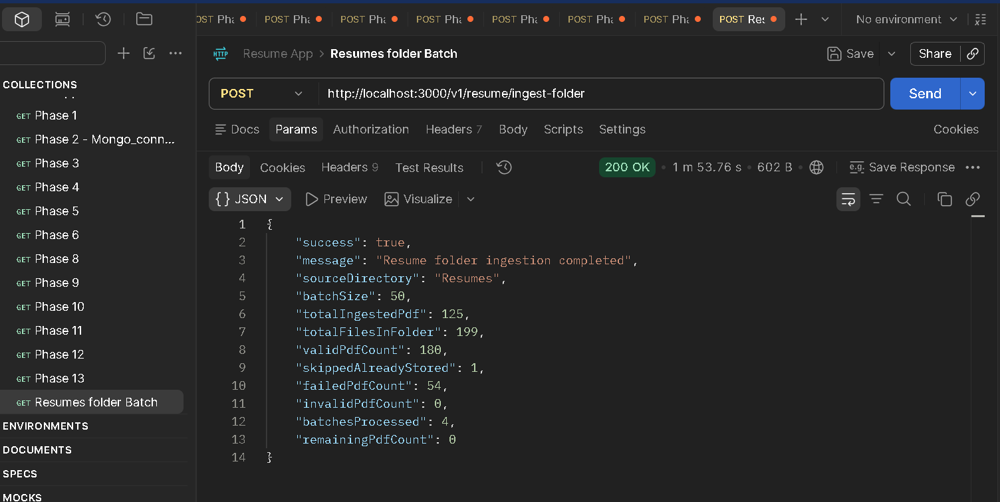 POST Pha
POST Pha
POST Pha
POST Pha
POST Pha
POST Pha
POST Res
No environment
Resume App > Resumes folder Batch
Save
Share
COLLECTIONS
POST
http://localhost:3000/v1/resume/ingest-folder
Send
GET Phase 1
GET Phase 2 - Mongo_conn...
GET Phase 3
GET Phase 4
GET Phase 5
GET Phase 6
GET Phase 8
GET Phase 9
GET Phase 10
GET Phase 11
GET Phase 12
GET Phase 13
GET Resumes folder Batch
ENVIRONMENTS
DOCUMENTS
SPECS
MOCKS
Docs Params Authorization Headers 7 Body Scripts Settings Cookies
Body Cookies Headers 9 Test Results 200 OK • 1 m 53.76 s • 602 B • e.g. Save Response
{} JSON Preview Visualize
1 {
2 "success": true,
3 "message": "Resume folder ingestion completed",
4 "sourceDirectory": "Resumes",
5 "batchSize": 50,
6 "totalIngestedPdf": 125,
7 "totalFilesInFolder": 199,
8 "validPdfCount": 180,
9 "skippedAlreadyStored": 1,
10 "failedPdfCount": 54,
11 "invalidPdfCount": 0,
12 "batchesProcessed": 4,
13 "remainingPdfCount": 0
14 }